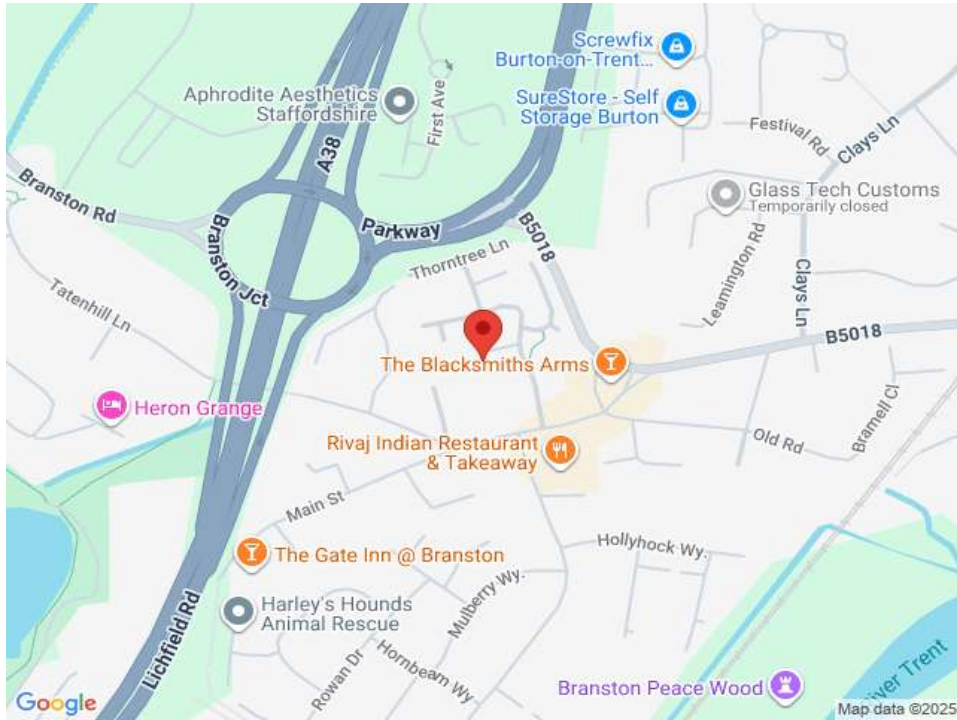 Screwfix
Burton-on-Trent...
Aphrodite Aesthetics
Staffordshire
First Ave
SureStore - Self
Storage Burton
A38
Festival Rd
Clays Ln
Branston Rd
Glass Tech Customs
Temporarily closed
Parkway
B5018
Branston Jct
Thorntree Ln
Leamington Rd
Clays Ln
Tatenhill Ln
B5018
The Blacksmiths Arms
Heron Grange
Bramell Cl
Rivaj Indian Restaurant
& Takeaway
Old Rd
Main St
Hollyhock Wy.
The Gate Inn @ Branston
Mulberry Wy.
Harley's Hounds
Animal Rescue
Lichfield Rd
Rowan Dr
Hornbeam Wy
Branston Peace Wood
River Trent
Google
Map data ©2025